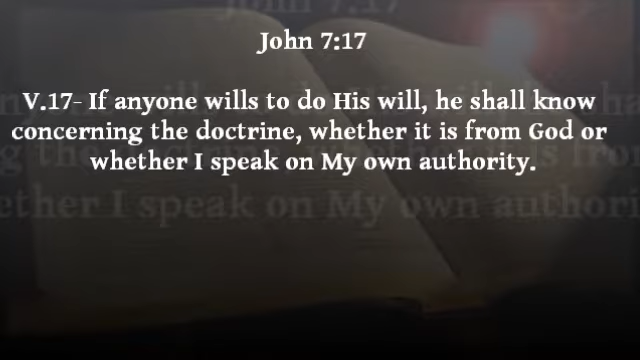 John 7:17
V.17- If anyone wills to do His will, he shall know
concerning the doctrine, whether it is from God or
whether I speak on My own authority.